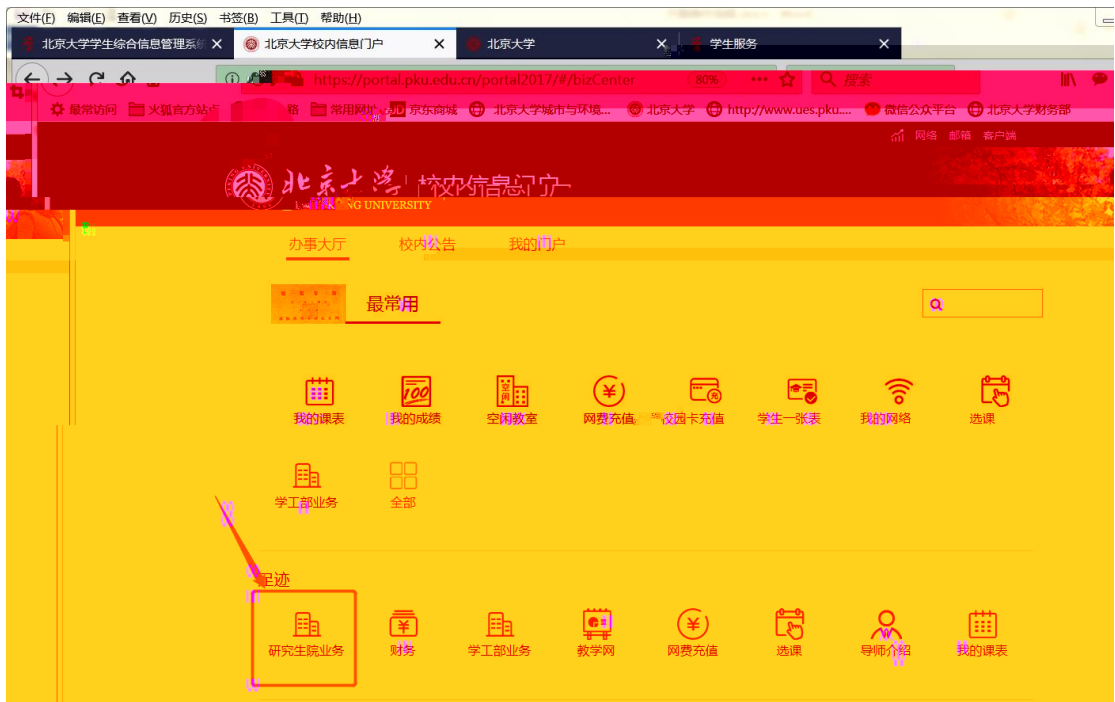 文件(F) 编辑(E) 查看(V) 历史(S) 书签(B) 工具(T) 帮助(H)
北京大学学生综合信息管理系统 北京大学校内信息门户 北京大学 学生服务
https://portal.pku.edu.cn/portal2017/#/bizCenter 80% 搜索
最常访问 火狐官方站点 常用网址 JD 京东商城 北京大学城市与环境... 北京大学 http://www.ues.pku.... 微信公众平台 北京大学财务部
网络 邮箱 客户端
北京大学 校内信息门户
UNIVERSITY
办事大厅 校内公告 我的门户
最常用
我的课表 我的成绩 空闲教室 网费充值 校园卡充值 学生一张表 我的网络 选课
学工部业务 全部
足迹
研究生院业务 财务 学工部业务 教学网 网费充值 选课 导师介绍 我的课表